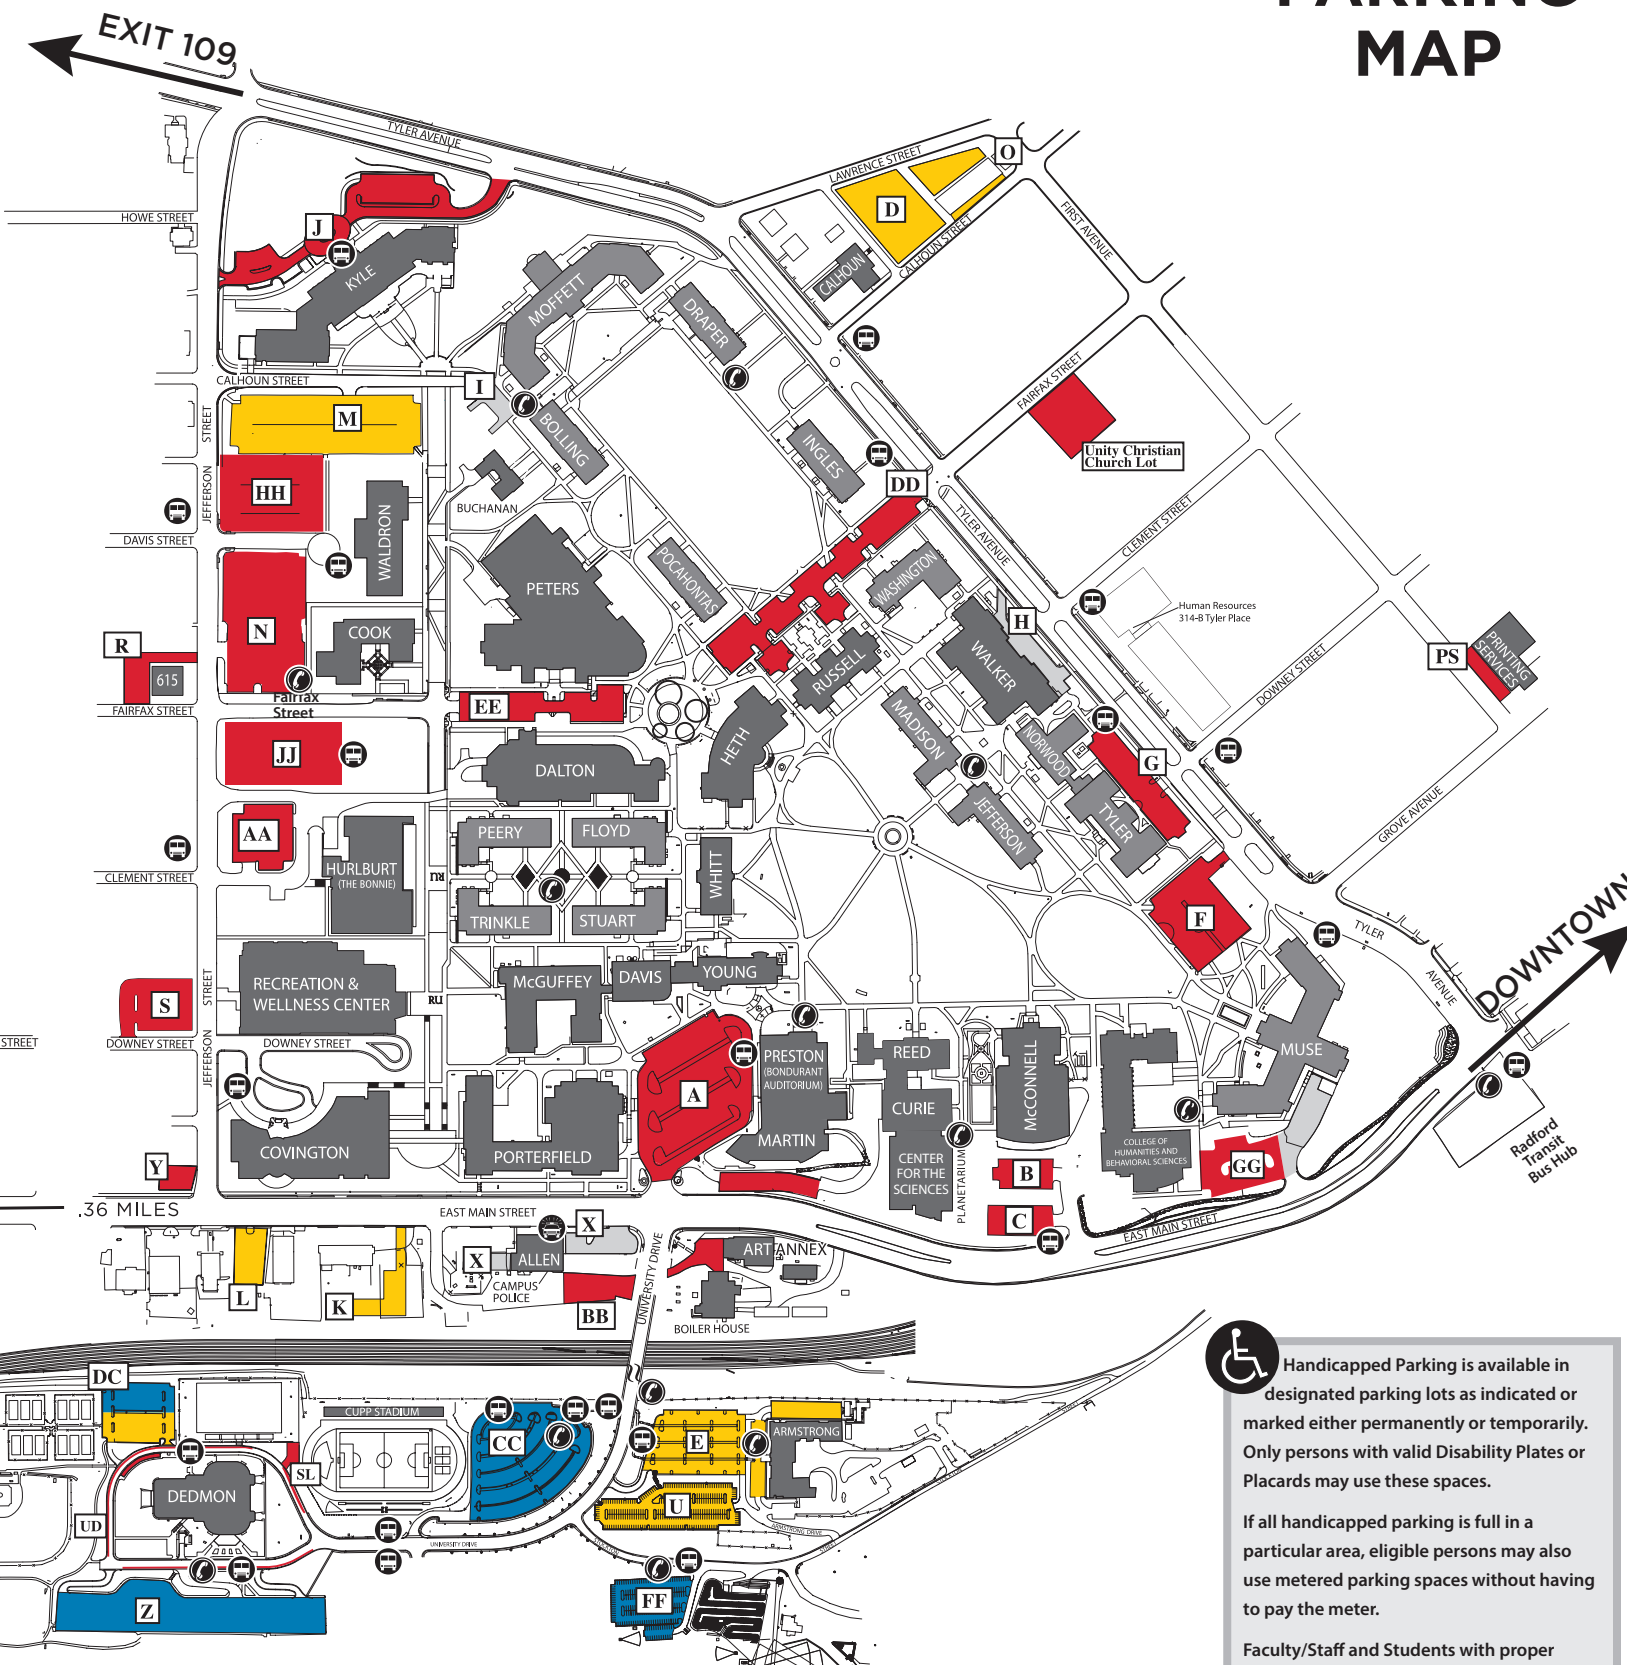 MAP
EXIT 109
TYLER AVENUE
LAWRENCE STREET
O
D
HOWE STREET
J
FIRST AVENUE
CALHOUN STREET
KYLE
CALHOUN
MOFFETT
DRAPER
CALHOUN STREET
I
FAIRFAX STREET
M
STREET
BOLLING
INGLES
Unity Christian
Church Lot
HH
JEFFERSON
DD
BUCHANAN
WALDRON
TYLER AVENUE
CLEMENT STREET
DAVIS STREET
PETERS
POCAHONTAS
WASHINGTON
Human Resources
314-B Tyler Place
N
COOK
H
R
WALKER
PRINTING
SERVICES
PS
615
RUSSELL
DOWNEY STREET
Fairfax
Street
FAIRFAX STREET
EE
MADISON
HETH
NORWOOD
JJ
DALTON
G
AA
PEERY
FLOYD
JEFFERSON
TYLER
GROVE AVENUE
HURLBURT
(THE BONNIE)
RU
WHITT
CLEMENT STREET
TRINKLE
STUART
F
TYLER
AVENUE
DOWNTOWN
STREET
RECREATION &
WELLNESS CENTER
McGUFFEY
DAVIS
YOUNG
S
RU
STREET
DOWNEY STREET
DOWNEY STREET
JEFFERSON
PRESTON
(BONDURANT
AUDITORIUM)
REED
McCONNELL
MUSE
A
CURIE
COVINGTON
PORTERFIELD
MARTIN
COLLEGE OF
HUMANITIES AND
BEHAVIORAL SCIENCES
Radford
Transit
Bus Hub
Y
CENTER
FOR THE
SCIENCES
PLANETARIUM
B
GG
.36 MILES
EAST MAIN STREET
C
EAST MAIN STREET
X
X
ALLEN
UNIVERSITY DRIVE
ART ANNEX
CAMPUS
POLICE
L
K
BB
BOILER HOUSE
DC
CUPP STADIUM
CC
E
ARMSTRONG
SL
DEDMON
U
UD
ARMSTRONG DRIVE
UNIVERSITY DRIVE
STREET
Z
FF
Handicapped Parking is available in
designated parking lots as indicated or
marked either permanently or temporarily.
Only persons with valid Disability Plates or
Placards may use these spaces.
If all handicapped parking is full in a
particular area, eligible persons may also
use metered parking spaces without having
to pay the meter.
Faculty/Staff and Students with proper